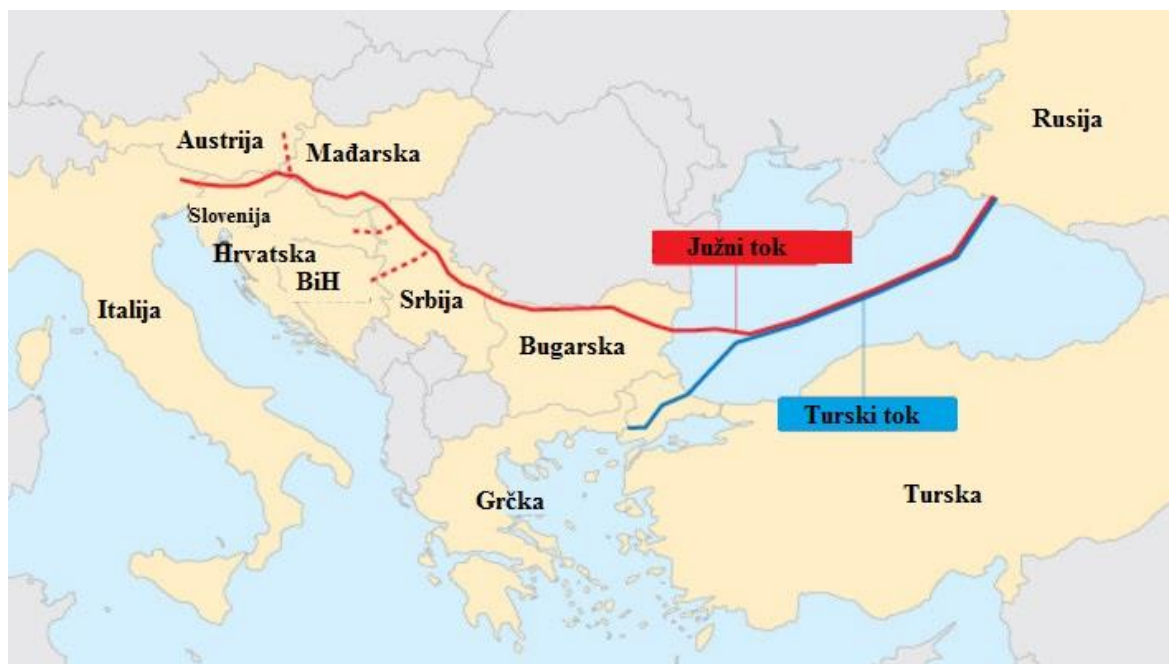 Rusija
Austrija
Mađarska
Slovenija
Južni tok
Hrvatska
BiH
Srbija
Italija
Bugarska
Turski tok
Grčka
Turska